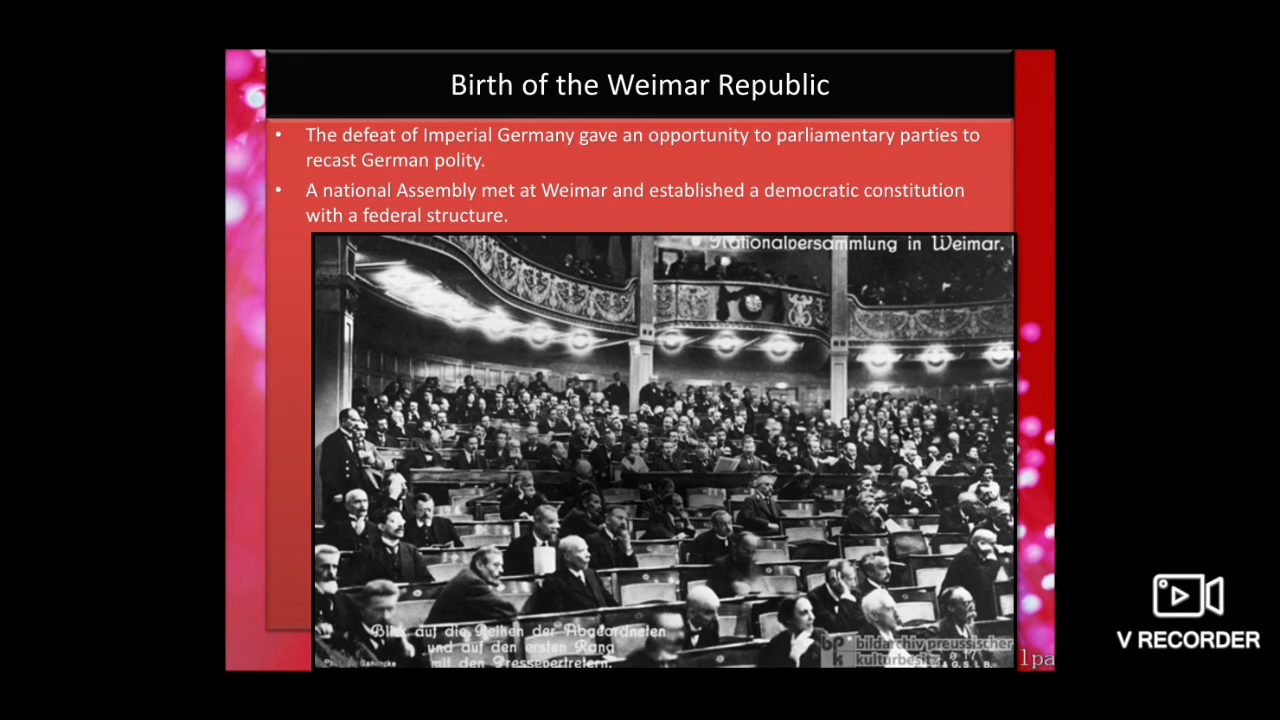 Birth of the Weimar Republic
• The defeat of Imperial Germany gave an opportunity to parliamentary parties to
recast German polity.
• A national Assembly met at Weimar and established a democratic constitution
with a federal structure.
Nationalversammlung in Weimar.
Blick auf die Reihen der Abgeordneten
und auf den ersten Rang
mit den Pressevertretern.
bpk bildarchiv preussischer
kulturbesitz
lpa
V RECORDER